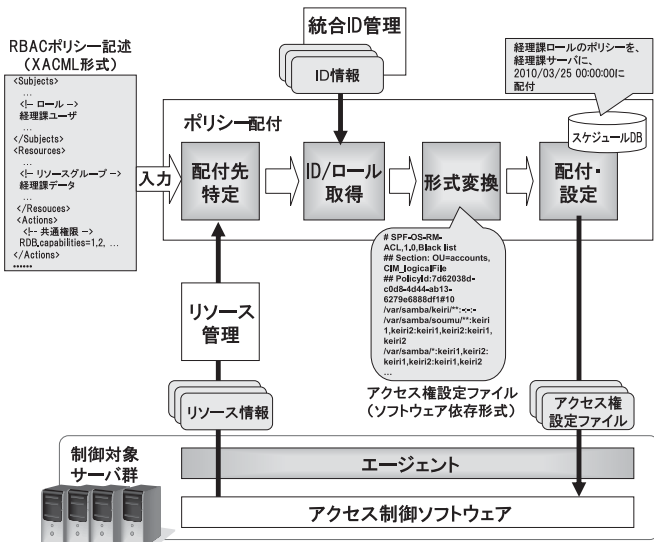 RBACポリシー記述
（XACML形式）
<Subjects>
…
<!- ロール ->
経理課ユーザ
…
</Subjects>
<Resources>
…
<!- リソースグループ ->
経理課データ
…
</Resouces>
<Actions>
<!- 共通権限 ->
RDB.capabilities=1,2, …
</Actions>
……
入力
統合ID管理
ID情報
経理課ロールのポリシーを、
経理課サーバに、
2010/03/25 00:00:00に
配付
スケジュールDB
ポリシー配付
配付先
特定
ID/ロール
取得
形式変換
配付・
設定
# SPF-OS-RM-
ACL,1.0,Black list
## Section: OU=accounts,
CIM_logicalFile
## PolicyId:7d62038d-
c0d8-4d44-ab13-
6279e6888df1#10
/var/samba/keiri/**:-:-:-
/var/samba/soumu/**:keiri
1,keiri2:keiri1,keiri2:keiri1,
keiri2
/var/samba/*:keiri1,keiri2:
keiri1,keiri2:keiri1,keiri2
…
アクセス権設定ファイル
（ソフトウェア依存形式）
リソース
管理
リソース情報
アクセス権
設定ファイル
制御対象
サーバ群
エージェント
アクセス制御ソフトウェア